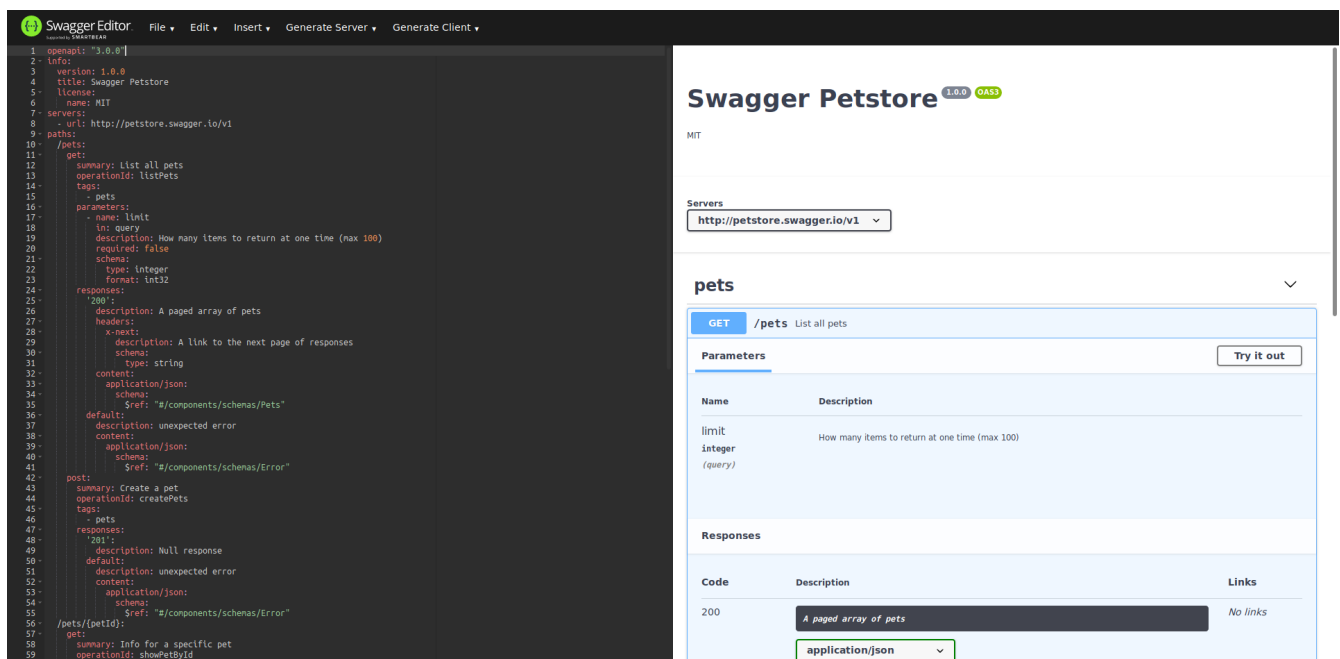 Swagger Editor. File Edit Insert Generate Server Generate Client
Supported by SMARTBEAR
1 openapi: "3.0.0"
2 info:
3 version: 1.0.0
4 title: Swagger Petstore
5 license:
6 name: MIT
7 servers:
8 - url: http://petstore.swagger.io/v1
9 paths:
10 /pets:
11 get:
12 summary: List all pets
13 operationId: listPets
14 tags:
15 - pets
16 parameters:
17 - name: limit
18 in: query
19 description: How many items to return at one time (max 100)
20 required: false
21 schema:
22 type: integer
23 format: int32
24 responses:
25 '200':
26 description: A paged array of pets
27 headers:
28 x-next:
29 description: A link to the next page of responses
30 schema:
31 type: string
32 content:
33 application/json:
34 schema:
35 $ref: "#/components/schemas/Pets"
36 default:
37 description: unexpected error
38 content:
39 application/json:
40 schema:
41 $ref: "#/components/schemas/Error"
42 post:
43 summary: Create a pet
44 operationId: createPets
45 tags:
46 - pets
47 responses:
48 '201':
49 description: Null response
50 default:
51 description: unexpected error
52 content:
53 application/json:
54 schema:
55 $ref: "#/components/schemas/Error"
56 /pets/{petId}:
57 get:
58 summary: Info for a specific pet
59 operationId: showPetById
Swagger Petstore 1.0.0 OAS3
MIT
Servers
http://petstore.swagger.io/v1
pets
GET /pets List all pets
Parameters Try it out
Name Description
limit How many items to return at one time (max 100)
integer
(query)
Responses
Code Description Links
200 A paged array of pets No links
application/json